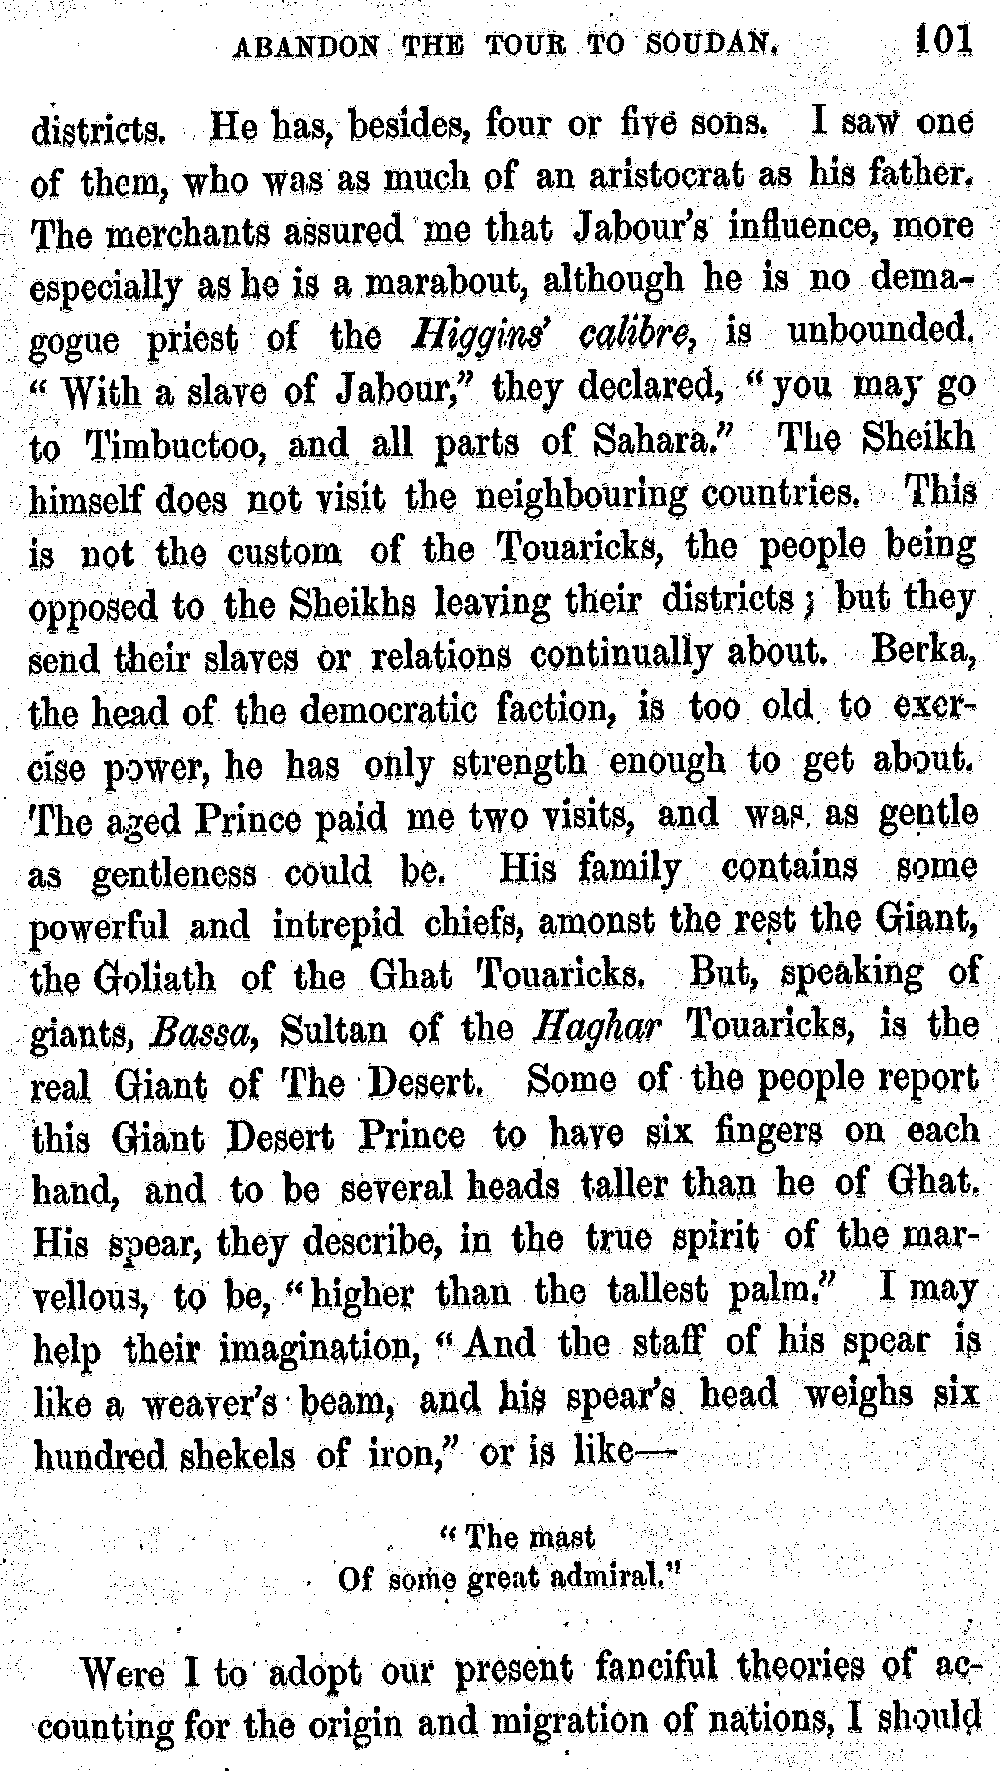 ABANDON THE TOUR TO SOUDAN. 101
districts. He has, besides, four or five sons. I saw one
of them, who was as much of an aristocrat as his father.
The merchants assured me that Jabour's influence, more
especially as he is a marabout, although he is no dema-
gogue priest of the Higgins' calibre, is unbounded.
"With a slave of Jabour," they declared, "you may go
to Timbuctoo, and all parts of Sahara." The Sheikh
himself does not visit the neighbouring countries. This
is not the custom of the Touaricks, the people being
opposed to the Sheikhs leaving their districts; but they
send their slaves or relations continually about. Berka,
the head of the democratic faction, is too old to exer-
cise power, he has only strength enough to get about.
The aged Prince paid me two visits, and was as gentle
as gentleness could be. His family contains some
powerful and intrepid chiefs, amonst the rest the Giant,
the Goliath of the Ghat Touaricks. But, speaking of
giants, Bassa, Sultan of the Haghar Touaricks, is the
real Giant of The Desert. Some of the people report
this Giant Desert Prince to have six fingers on each
hand, and to be several heads taller than he of Ghat.
His spear, they describe, in the true spirit of the mar-
vellous, to be, "higher than the tallest palm." I may
help their imagination, "And the staff of his spear is
like a weaver's beam, and his spear's head weighs six
hundred shekels of iron," or is like—
"The mast
Of some great admiral."
Were I to adopt our present fanciful theories of ac-
counting for the origin and migration of nations, I should